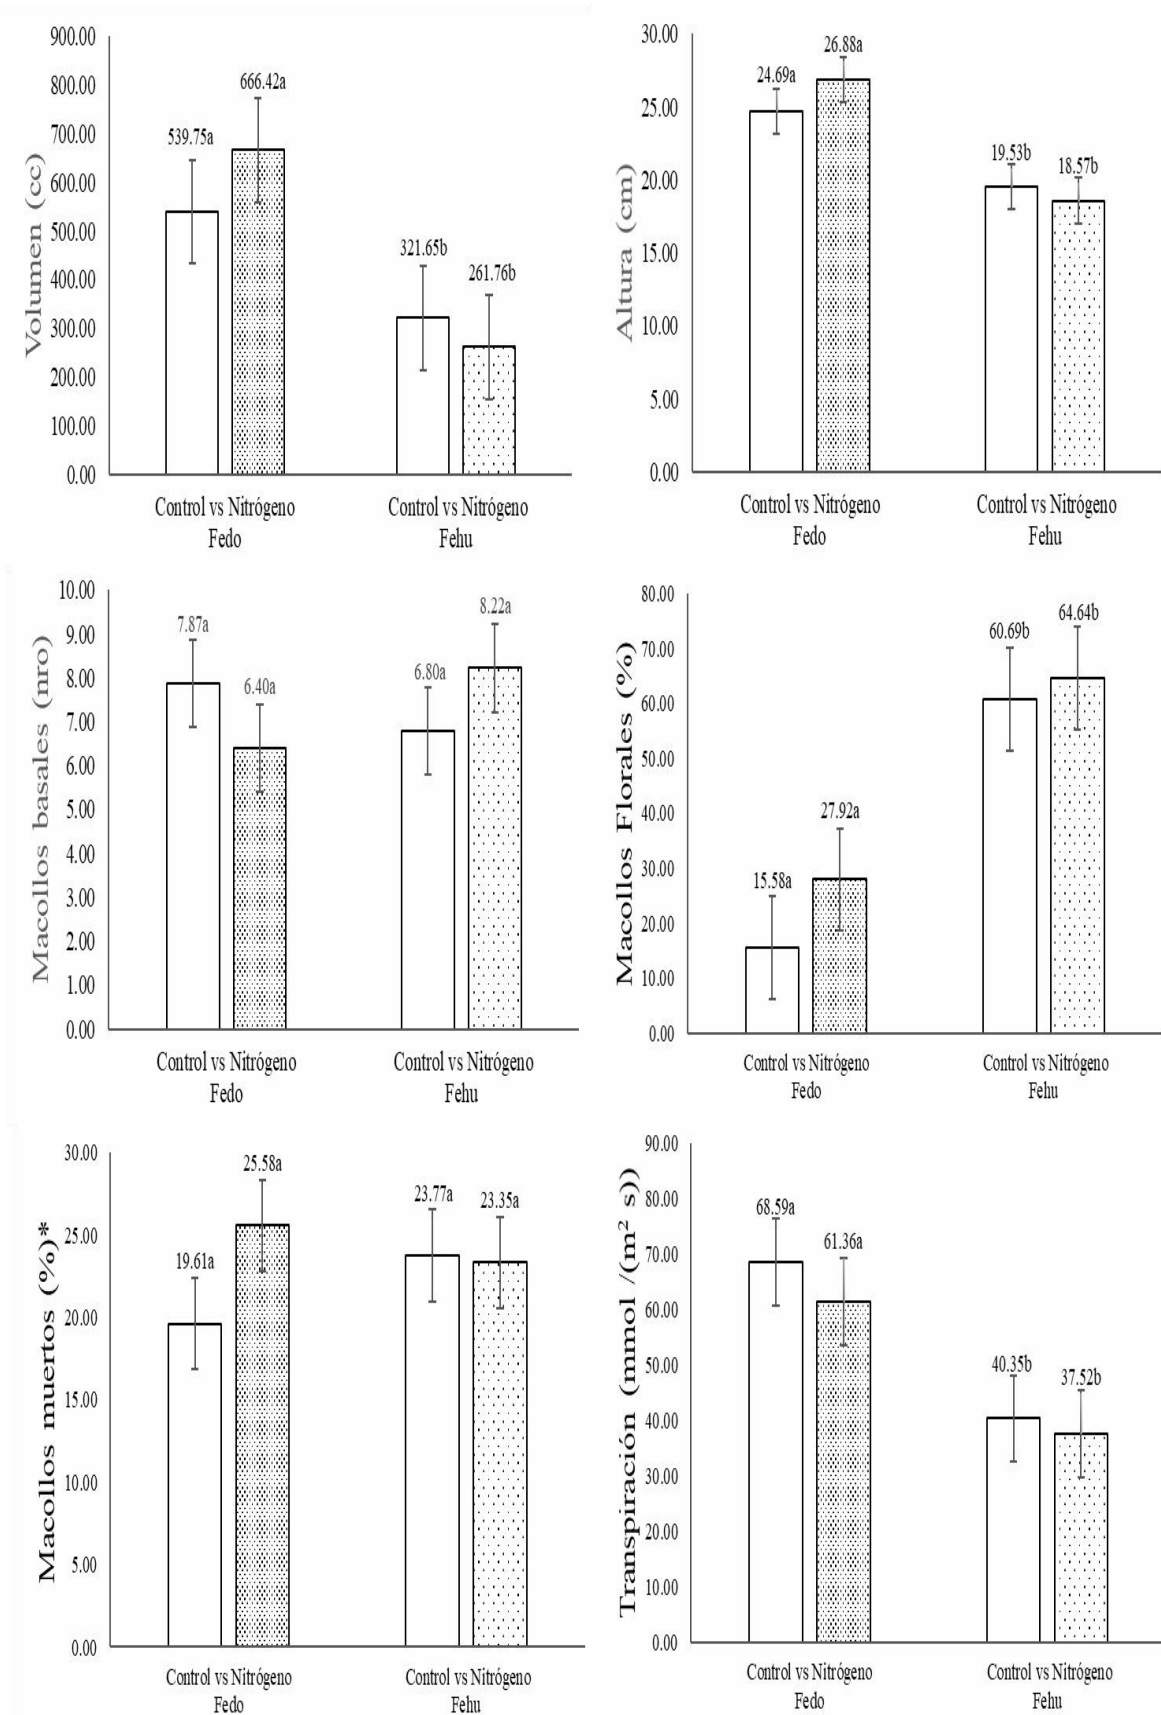 Volumen (cc)
900.00
800.00
700.00
600.00
500.00
400.00
300.00
200.00
100.00
0.00
539.75a
666.42a
321.65b
261.76b
Control vs Nitrógeno
Fedo
Control vs Nitrógeno
Fehu
Altura (cm)
30.00
25.00
20.00
15.00
10.00
5.00
0.00
24.69a
26.88a
19.53b
18.57b
Control vs Nitrógeno
Fedo
Control vs Nitrógeno
Fehu
Macollos basales (nro)
10.00
9.00
8.00
7.00
6.00
5.00
4.00
3.00
2.00
1.00
0.00
7.87a
6.40a
6.80a
8.22a
Control vs Nitrógeno
Fedo
Control vs Nitrógeno
Fehu
Macollos Florales (%)
80.00
70.00
60.00
50.00
40.00
30.00
20.00
10.00
0.00
15.58a
27.92a
60.69b
64.64b
Control vs Nitrógeno
Fedo
Control vs Nitrógeno
Fehu
Macollos muertos (%)*
30.00
25.00
20.00
15.00
10.00
5.00
0.00
19.61a
25.58a
23.77a
23.35a
Control vs Nitrógeno
Fedo
Control vs Nitrógeno
Fehu
Transpiración (mmol /(m² s))
90.00
80.00
70.00
60.00
50.00
40.00
30.00
20.00
10.00
0.00
68.59a
61.36a
40.35b
37.52b
Control vs Nitrógeno
Fedo
Control vs Nitrógeno
Fehu